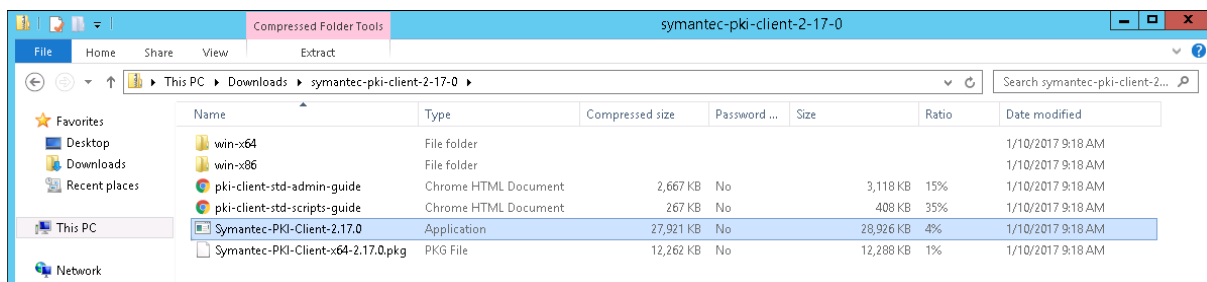 Compressed Folder Tools symantec-pki-client-2-17-0
File Home Share View Extract
This PC Downloads symantec-pki-client-2-17-0 Search symantec-pki-client-2...
Favorites
Desktop
Downloads
Recent places
This PC
Network
Name Type Compressed size Password ... Size Ratio Date modified
win-x64 File folder 1/10/2017 9:18 AM
win-x86 File folder 1/10/2017 9:18 AM
pki-client-std-admin-guide Chrome HTML Document 2,667 KB No 3,118 KB 15% 1/10/2017 9:18 AM
pki-client-std-scripts-guide Chrome HTML Document 267 KB No 408 KB 35% 1/10/2017 9:18 AM
Symantec-PKI-Client-2.17.0 Application 27,921 KB No 28,926 KB 4% 1/10/2017 9:18 AM
Symantec-PKI-Client-x64-2.17.0.pkg PKG File 12,262 KB No 12,288 KB 1% 1/10/2017 9:18 AM